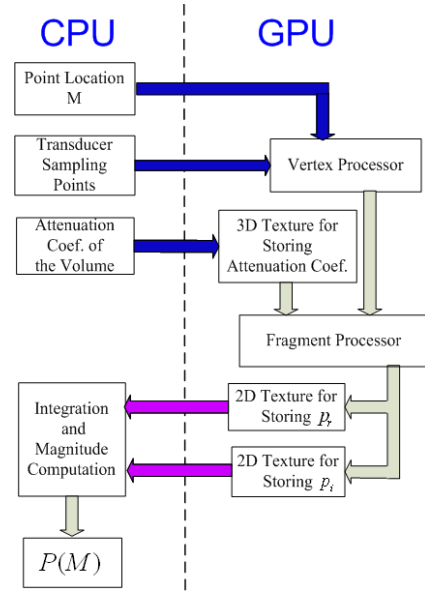 CPU
GPU
Point Location
M
Transducer
Sampling
Points
Vertex Processor
Attenuation
Coef. of
the Volume
3D Texture for
Storing
Attenuation Coef.
Fragment Processor
Integration
and
Magnitude
Computation
2D Texture for
Storing p_r
2D Texture for
Storing p_i
P(M)